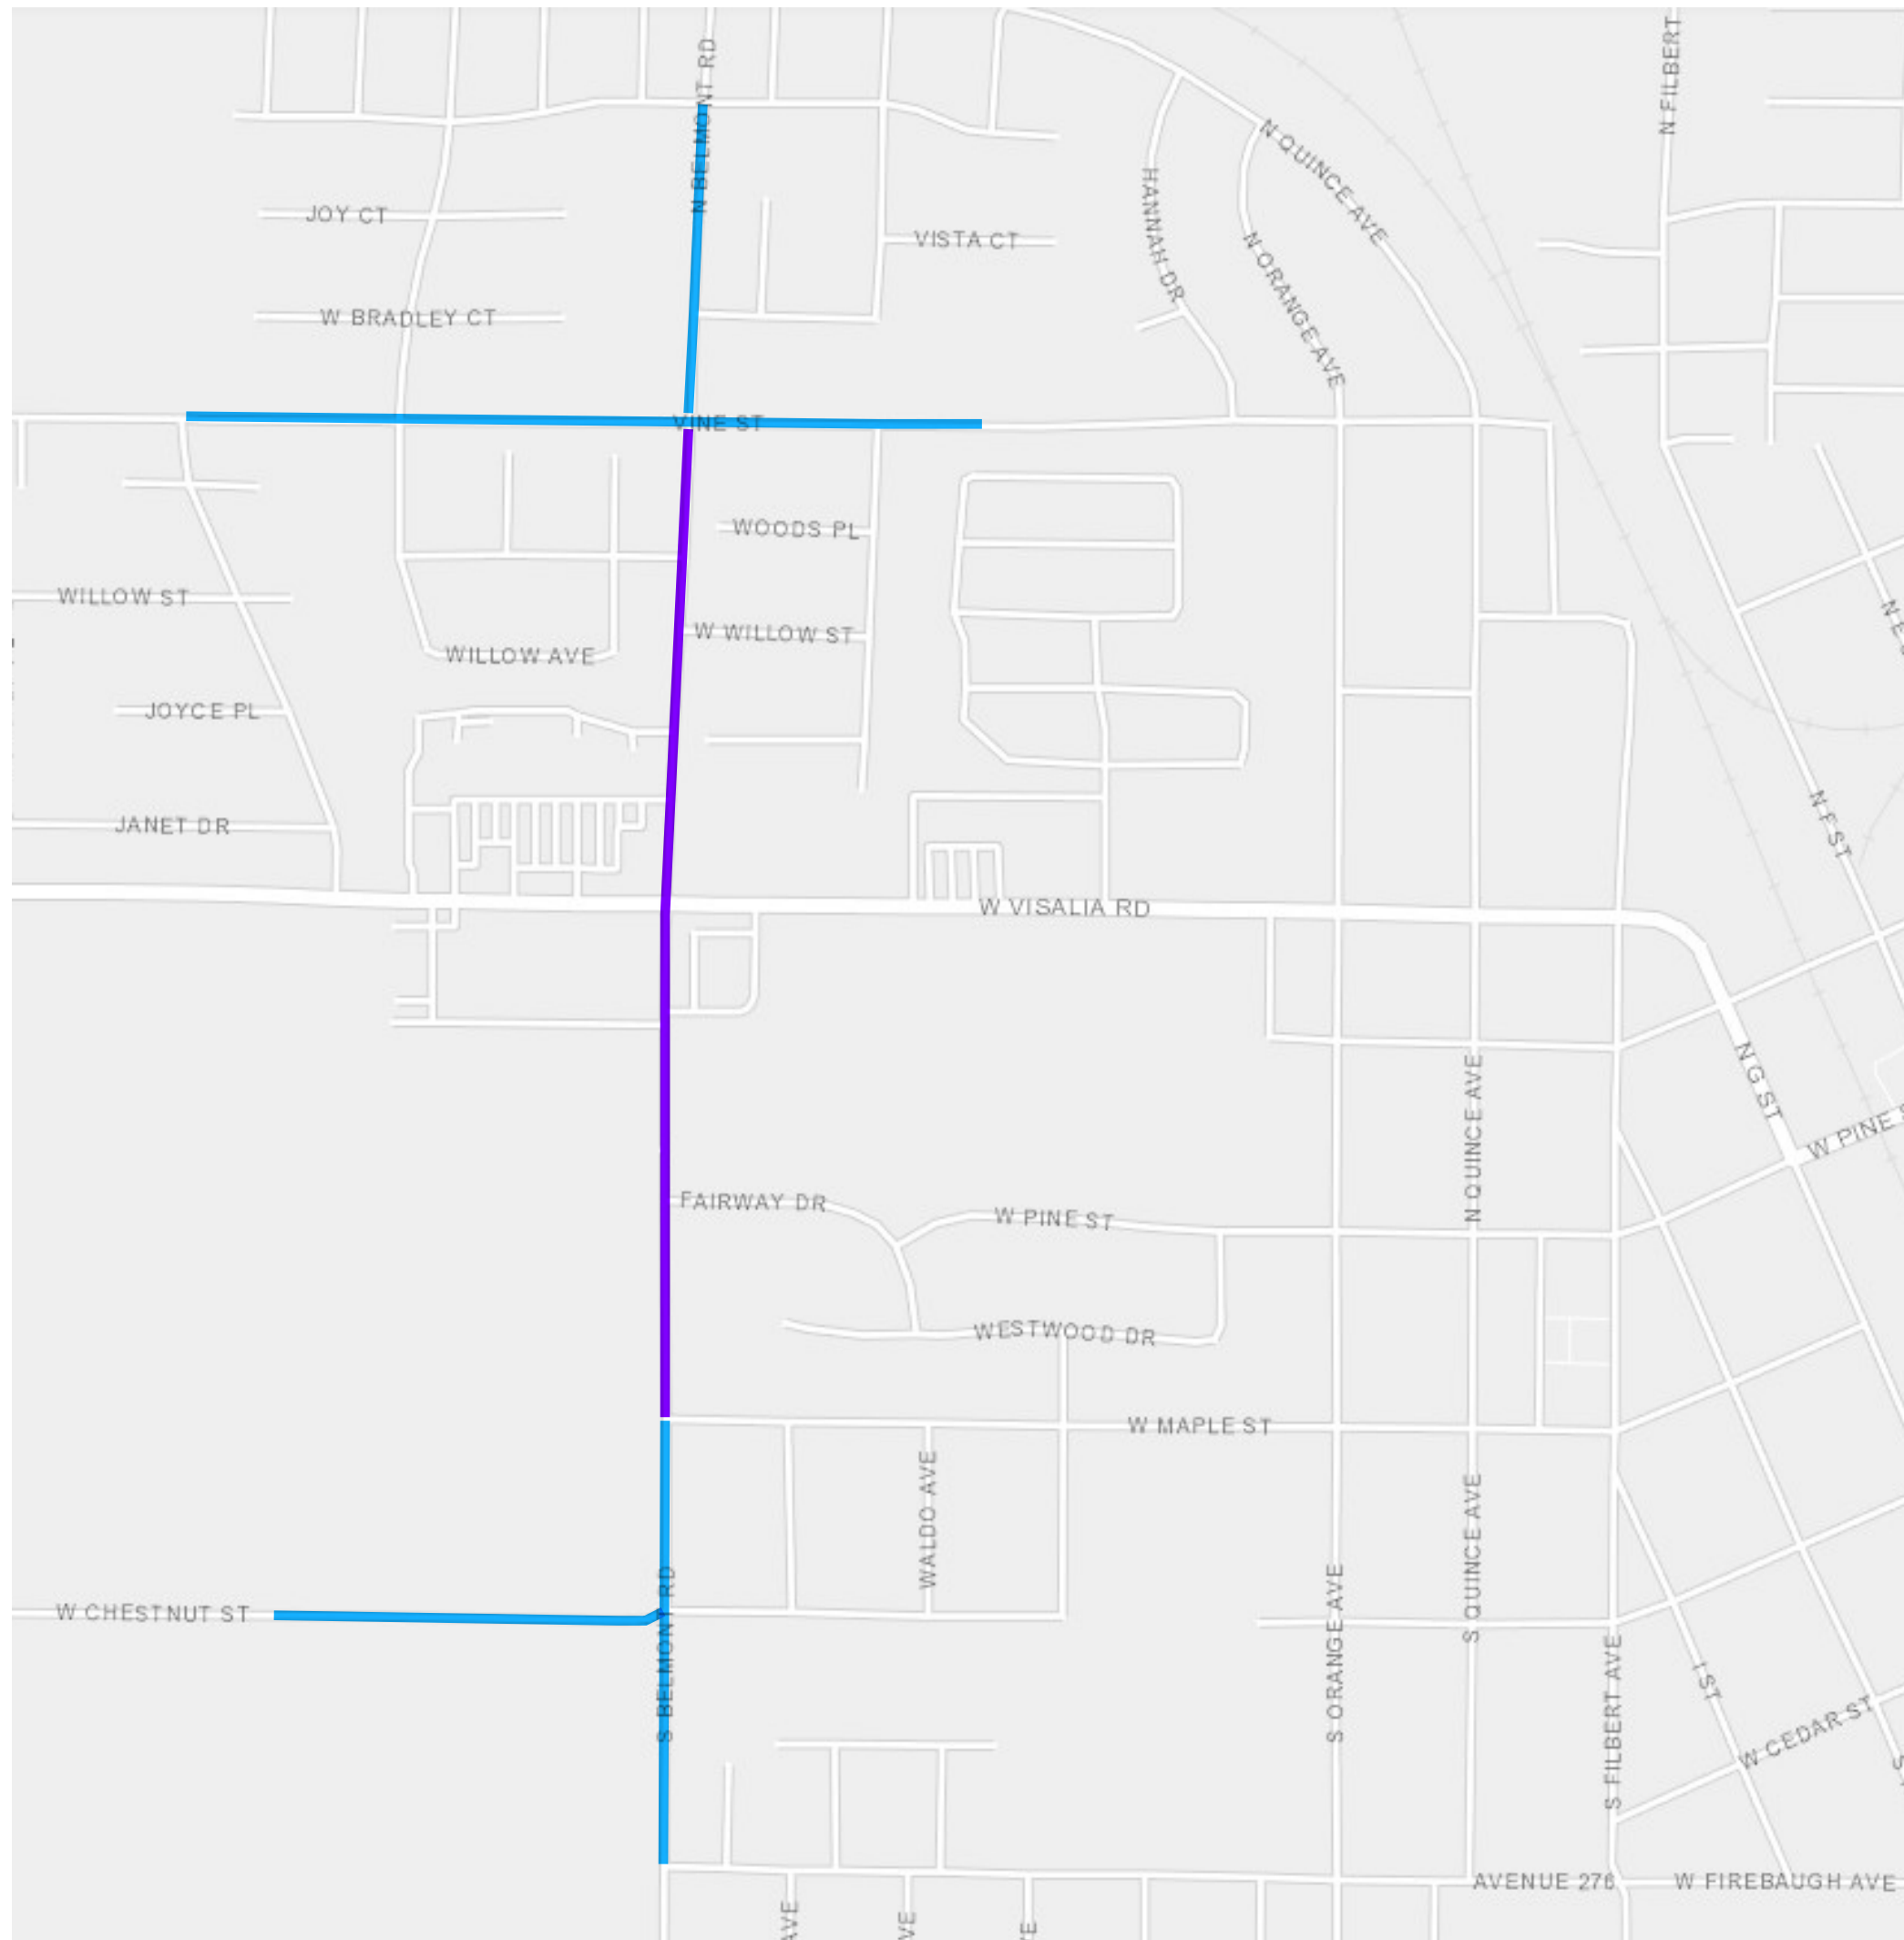 N BELMONT RD
N FILBERT
N QUINCE AVE
HANNAH DR
JOY CT
VISTA CT
N ORANGE AVE
W BRADLEY CT
VINE ST
WOODS PL
WILLOW ST
W WILLOW ST
WILLOW AVE
JOYCE PL
JANET DR
N F ST
W VISALIA RD
N G ST
W PINE
N QUINCE AVE
FAIRWAY DR
W PINE ST
WESTWOOD DR
W MAPLE ST
WALDO AVE
S QUINCE AVE
S ORANGE AVE
W CHESTNUT ST
S BELMONT RD
S FILBERT AVE
I ST
W CEDAR ST
AVENUE 276
W FIREBAUGH AVE
AVE
VE